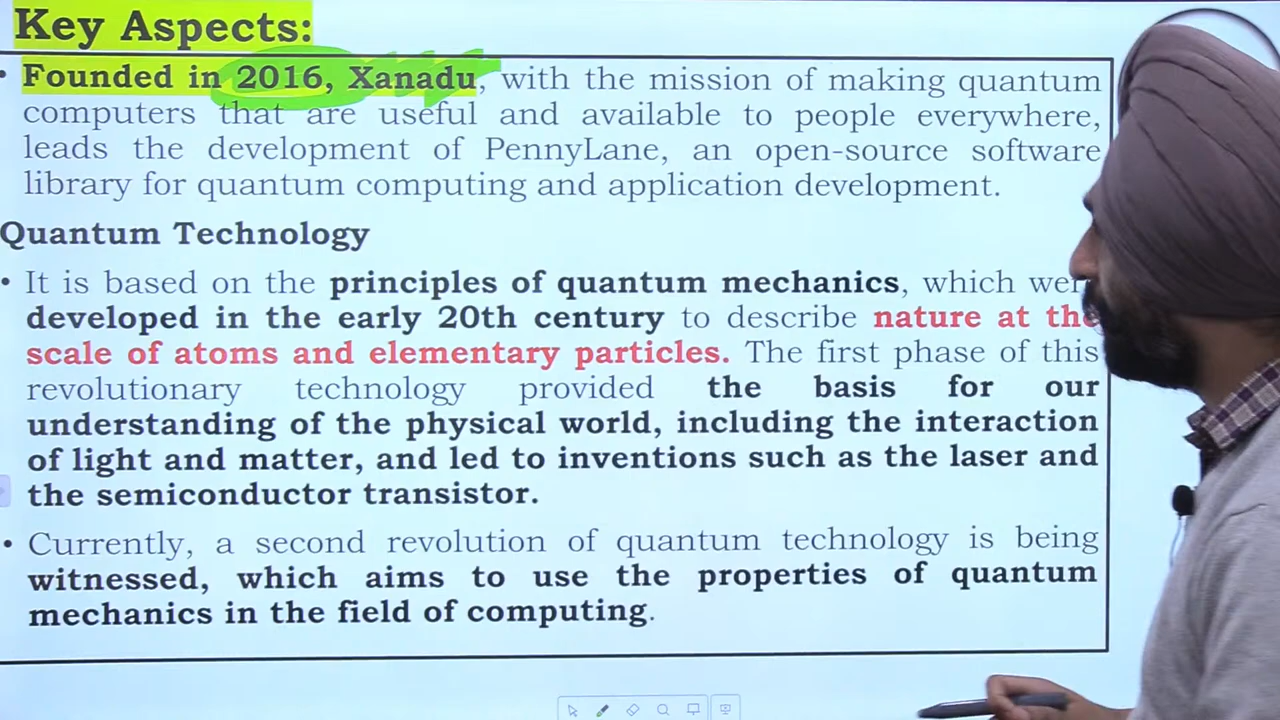 Key Aspects:
• Founded in 2016, Xanadu, with the mission of making quantum
computers that are useful and available to people everywhere,
leads the development of PennyLane, an open-source software
library for quantum computing and application development.
Quantum Technology
• It is based on the principles of quantum mechanics, which wer
developed in the early 20th century to describe nature at the
scale of atoms and elementary particles. The first phase of this
revolutionary technology provided the basis for our
understanding of the physical world, including the interaction
of light and matter, and led to inventions such as the laser and
the semiconductor transistor.
• Currently, a second revolution of quantum technology is being
witnessed, which aims to use the properties of quantum
mechanics in the field of computing.